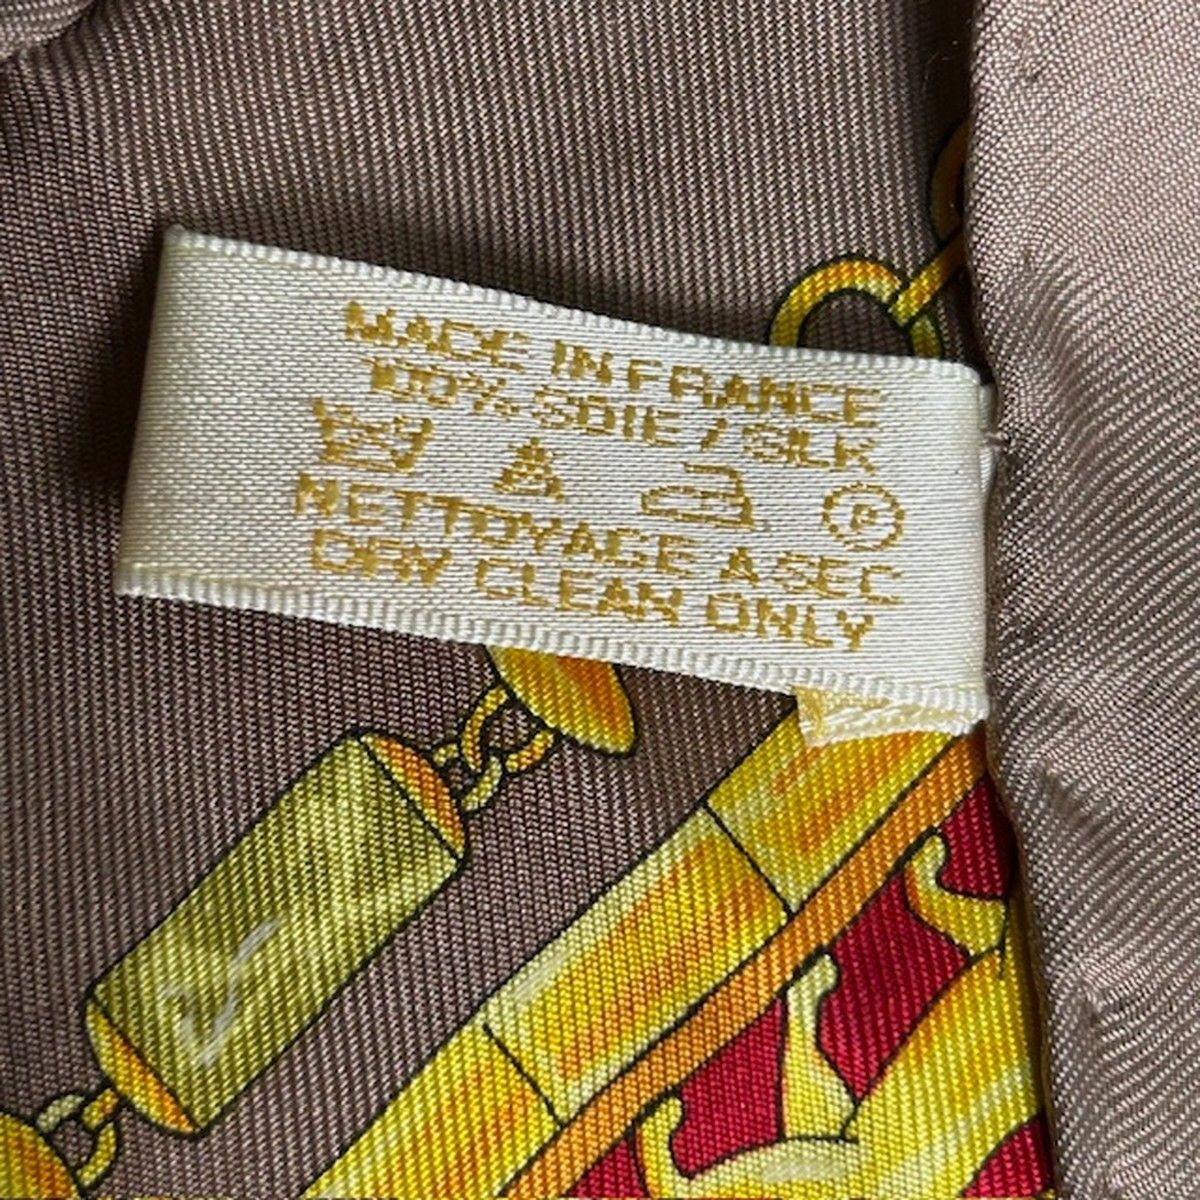 MADE IN FRANCE
100% SOIE / SILK
P
NETTOYAGE A SEC
DRY CLEAN ONLY